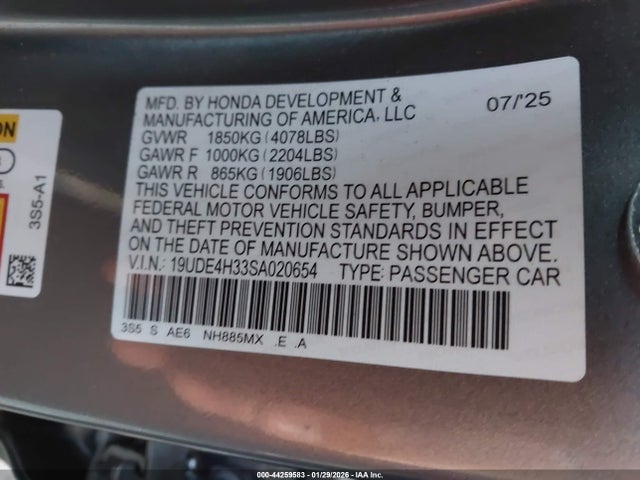 MFD. BY HONDA DEVELOPMENT & 07/'25
MANUFACTURING OF AMERICA, LLC
GVWR 1850KG (4078LBS)
GAWR F 1000KG (2204LBS)
GAWR R 865KG (1906LBS)
THIS VEHICLE CONFORMS TO ALL APPLICABLE
FEDERAL MOTOR VEHICLE SAFETY, BUMPER,
AND THEFT PREVENTION STANDARDS IN EFFECT
ON THE DATE OF MANUFACTURE SHOWN ABOVE.
V.I.N.: 19UDE4H33SA020654 TYPE: PASSENGER CAR
3S5 S AE6 NH885MX .E .A
3S5-A1
000-44259583 - 01/29/2026 - IAA Inc.